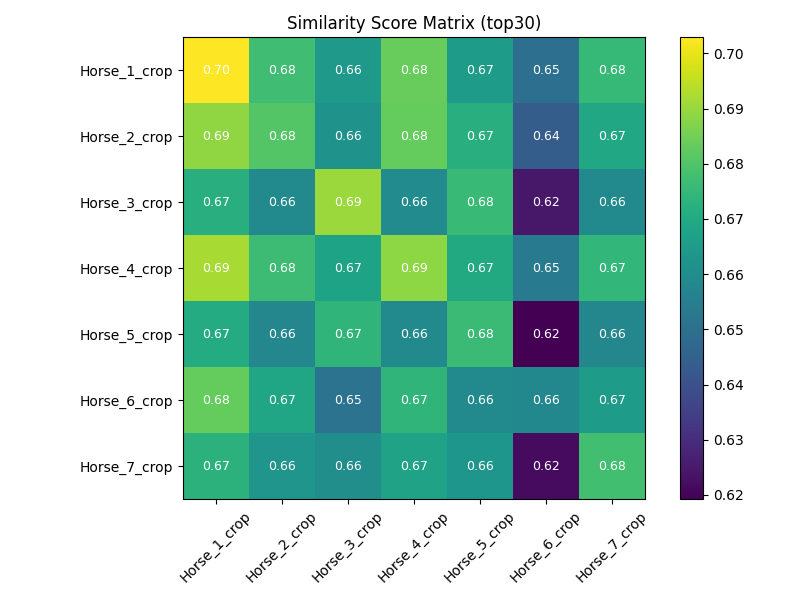 Similarity Score Matrix (top30)
Horse_1_crop 0.70 0.68 0.66 0.68 0.67 0.65 0.68
Horse_2_crop 0.69 0.68 0.66 0.68 0.67 0.64 0.67
Horse_3_crop 0.67 0.66 0.69 0.66 0.68 0.62 0.66
Horse_4_crop 0.69 0.68 0.67 0.69 0.67 0.65 0.67
Horse_5_crop 0.67 0.66 0.67 0.66 0.68 0.62 0.66
Horse_6_crop 0.68 0.67 0.65 0.67 0.66 0.66 0.67
Horse_7_crop 0.67 0.66 0.66 0.67 0.66 0.62 0.68
Horse_1_crop Horse_2_crop Horse_3_crop Horse_4_crop Horse_5_crop Horse_6_crop Horse_7_crop
0.70
0.69
0.68
0.67
0.66
0.65
0.64
0.63
0.62